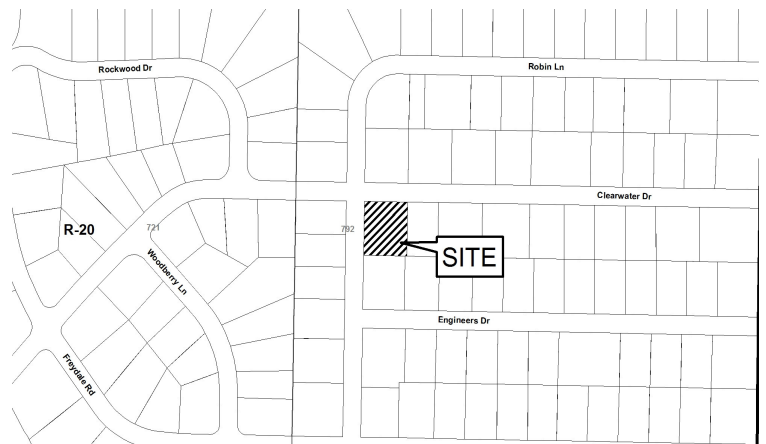 Rockwood Dr
Robin Ln
Clearwater Dr
R-20
721
792
SITE
Woodberry Ln
Engineers Dr
Freydale Rd